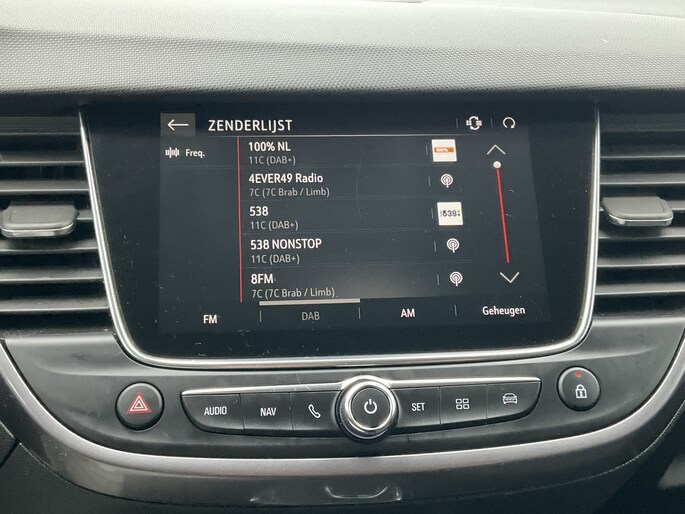 ZENDERLIJST
Freq.
100% NL
11C (DAB+)
4EVER49 Radio
7C (7C Brab / Limb)
538
11C (DAB+)
538
538 NONSTOP
11C (DAB+)
8FM
7C (7C Brab / Limb)
FM
DAB
AM
Geheugen
AUDIO
NAV
SET